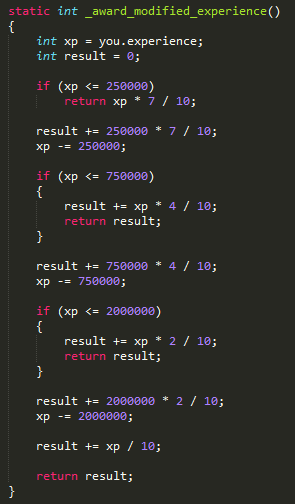 static int _award_modified_experience()
{
    int xp = you.experience;
    int result = 0;

    if (xp <= 250000)
        return xp * 7 / 10;

    result += 250000 * 7 / 10;
    xp -= 250000;

    if (xp <= 750000)
    {
        result += xp * 4 / 10;
        return result;
    }

    result += 750000 * 4 / 10;
    xp -= 750000;

    if (xp <= 2000000)
    {
        result += xp * 2 / 10;
        return result;
    }

    result += 2000000 * 2 / 10;
    xp -= 2000000;

    result += xp / 10;

    return result;
}